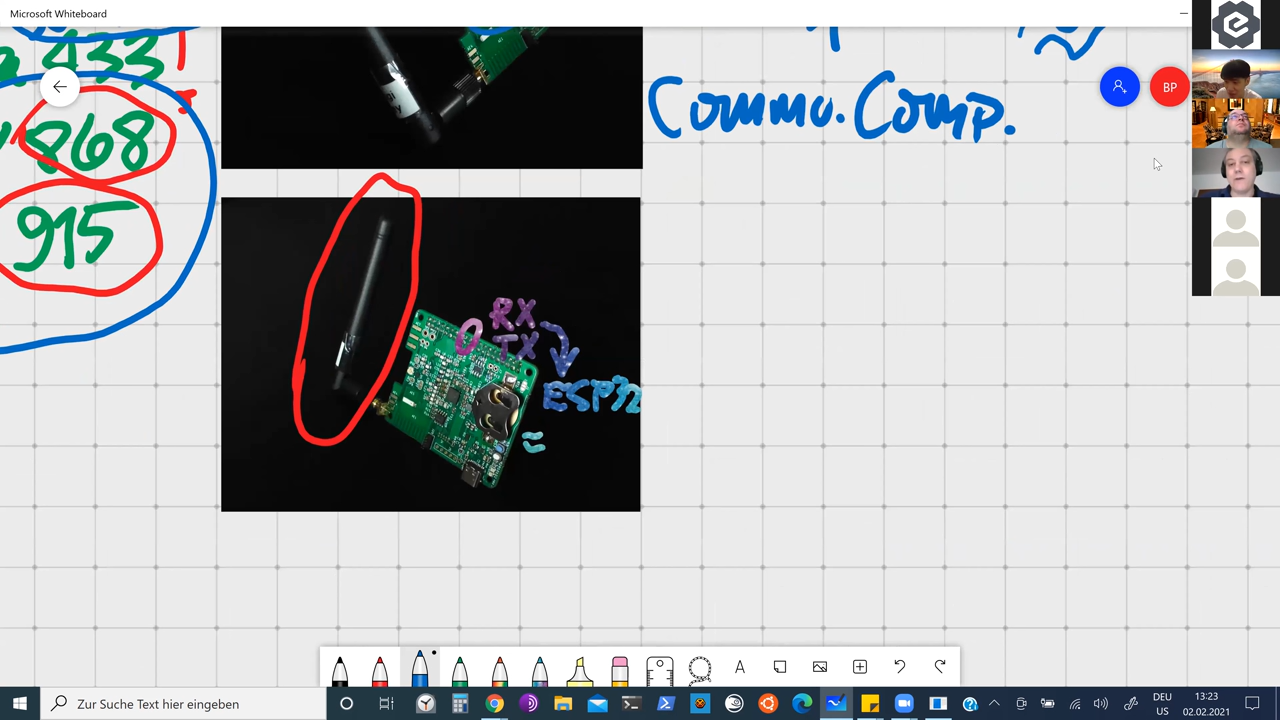 Microsoft Whiteboard
433
868
915
Commo. Comp.
BP
RX
TX
ESP32
A
Zur Suche Text hier eingeben
DEU
US
13:23
02.02.2021